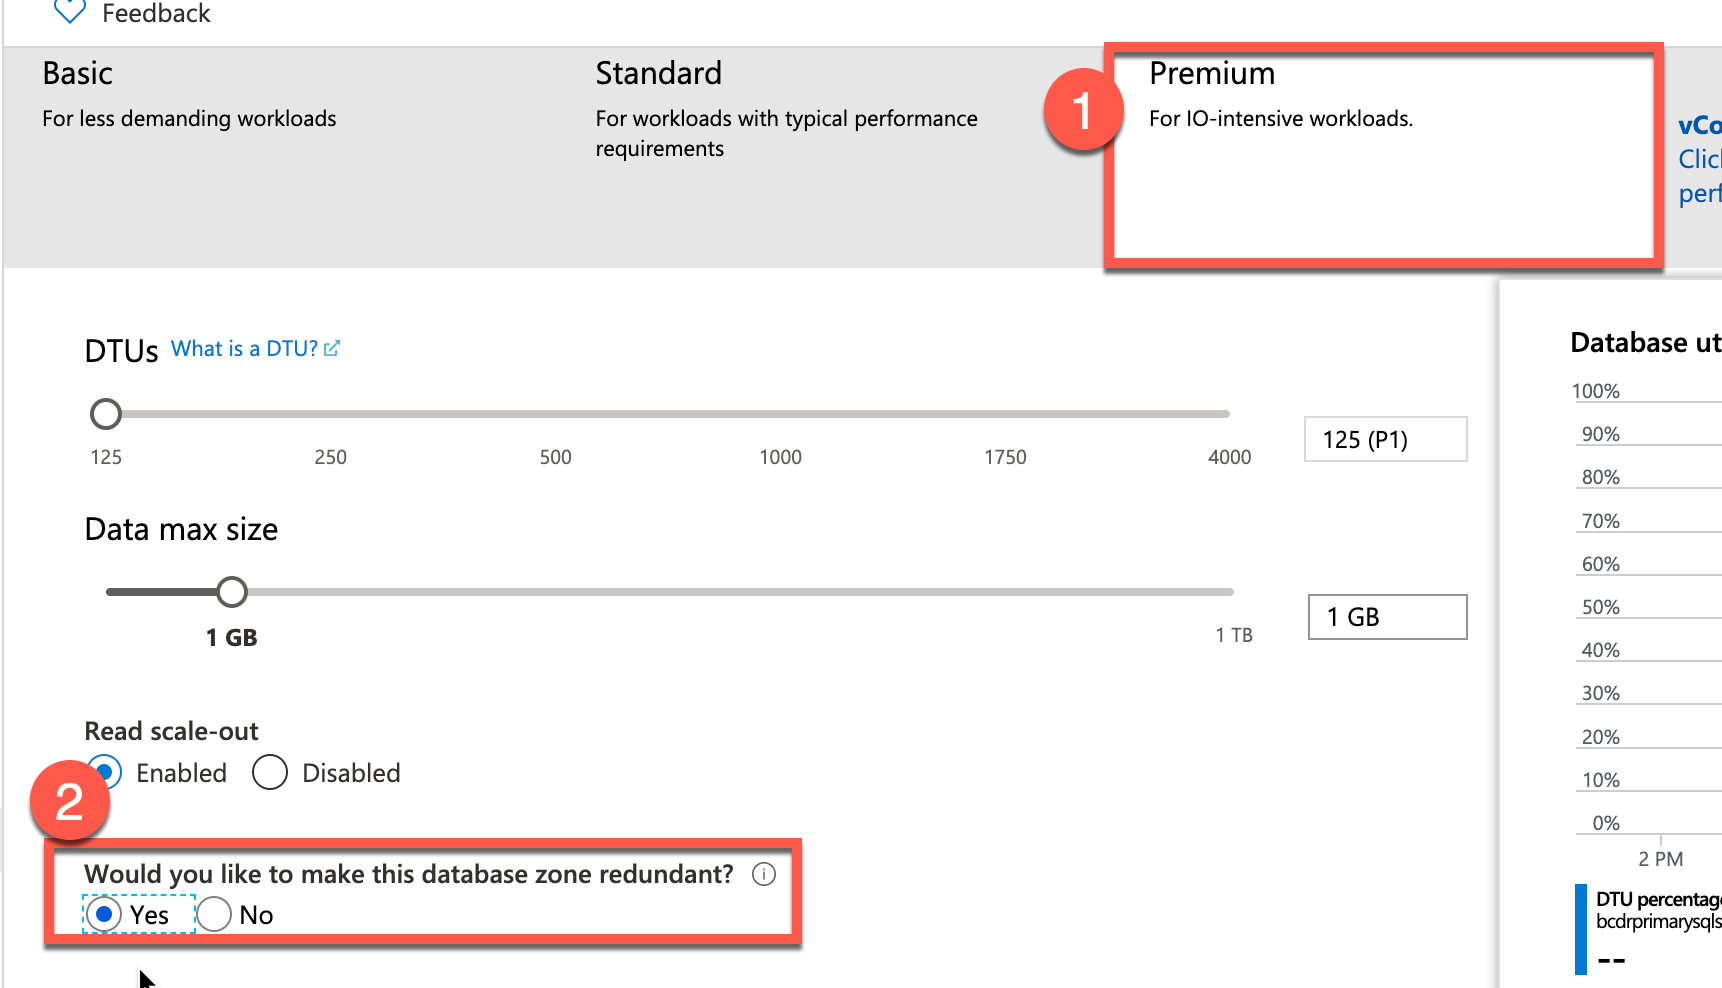 Feedback
Basic
For less demanding workloads
Standard
For workloads with typical performance
requirements
1
Premium
For IO-intensive workloads.
vCo
Clic
perf
DTUs What is a DTU?
125 250 500 1000 1750 4000
125 (P1)
Data max size
1 GB
1 TB
1 GB
Read scale-out
Enabled Disabled
2
Would you like to make this database zone redundant?
Yes No
Database ut
100%
90%
80%
70%
60%
50%
40%
30%
20%
10%
0%
2 PM
DTU percentage
bcdrprimarysqls
--